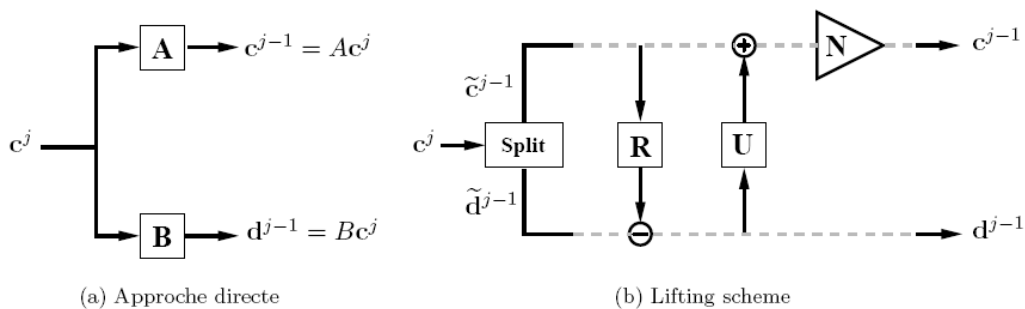 c^j
A
c^{j-1} = Ac^j
B
d^{j-1} = Bc^j
(a) Approche directe
c^j
Split
c̃^{j-1}
d̃^{j-1}
R
−
U
+
N
c^{j-1}
d^{j-1}
(b) Lifting scheme